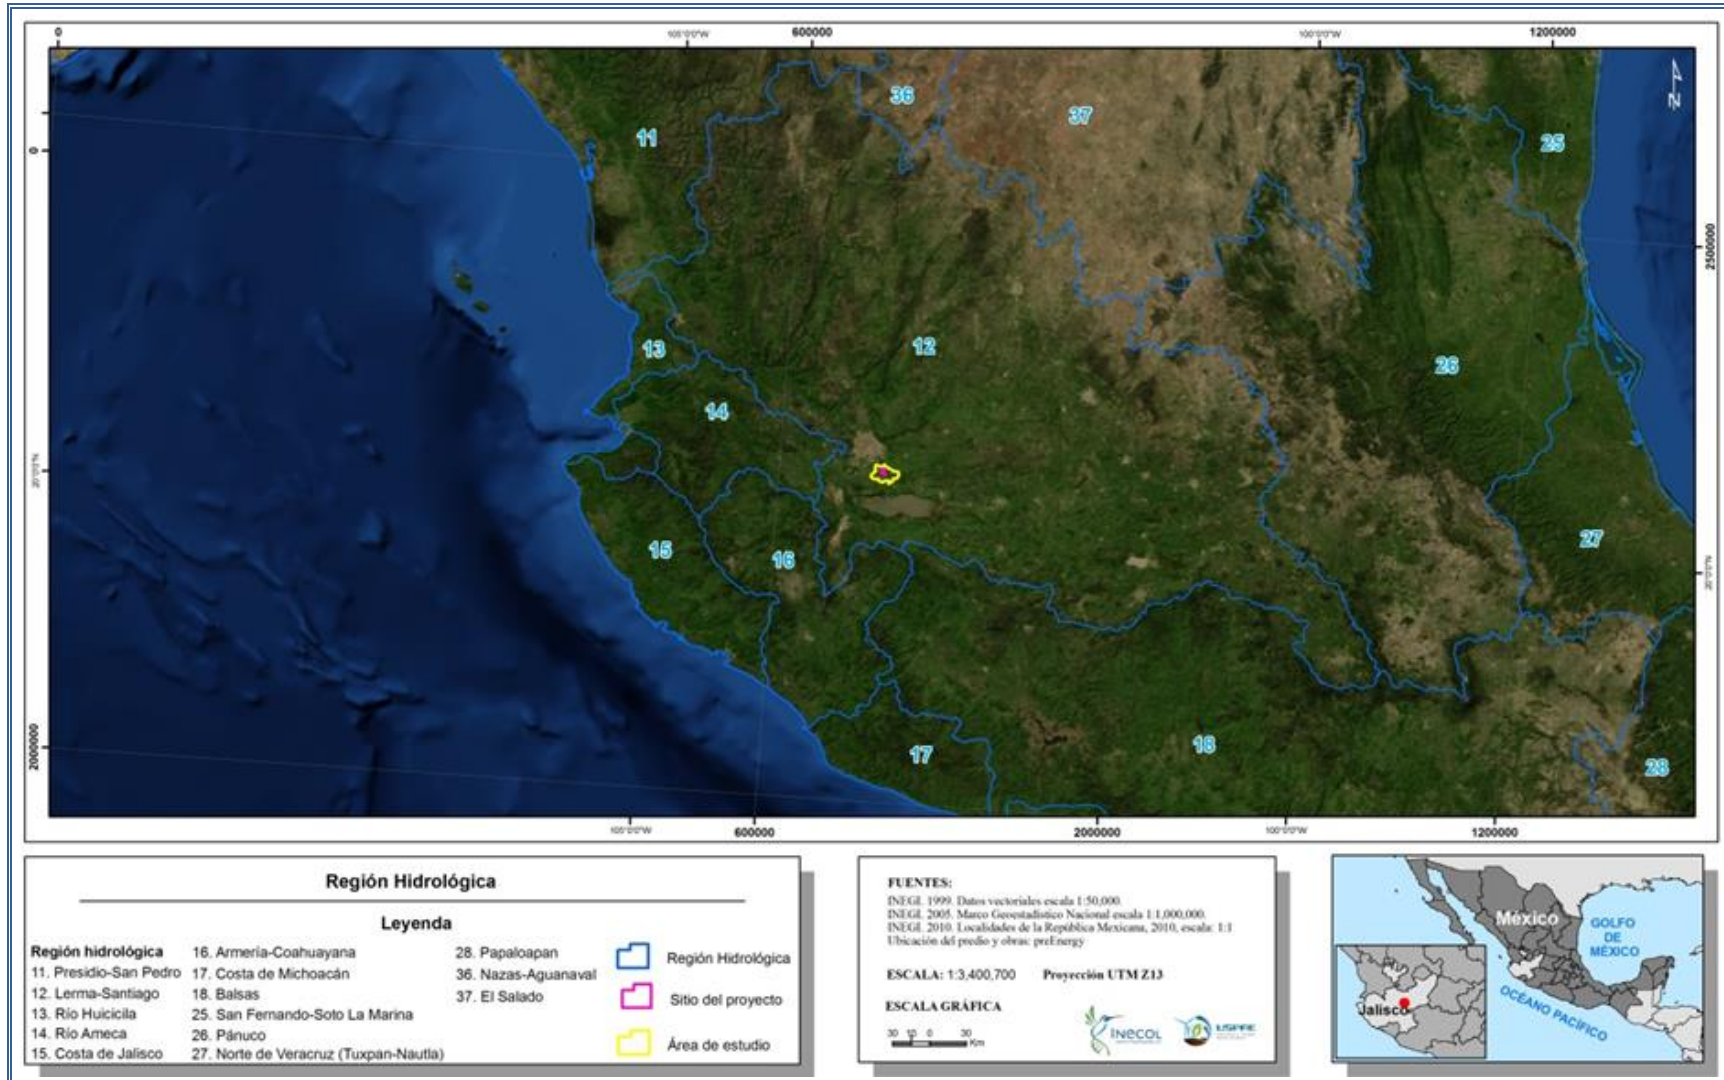 0
105°0'0"W
600000
100°0'0"W
1200000
36
37
N
11
25
0
2500000
13
12
26
14
20°0'0"N
15
16
27
20°0'0"N
2000000
17
18
28
105°0'0"W
600000
2000000
100°0'0"W
1200000
Región Hidrológica
Leyenda
Región hidrológica
11. Presidio-San Pedro
12. Lerma-Santiago
13. Río Huicicila
14. Río Ameca
15. Costa de Jalisco
16. Armería-Coahuayana
17. Costa de Michoacán
18. Balsas
25. San Fernando-Soto La Marina
26. Pánuco
27. Norte de Veracruz (Tuxpan-Nautla)
28. Papaloapan
36. Nazas-Aguanaval
37. El Salado
Región Hidrológica
Sitio del proyecto
Área de estudio
FUENTES:
INEGI. 1999. Datos vectoriales escala 1:50,000.
INEGI. 2005. Marco Geoestadístico Nacional escala 1:1,000,000.
INEGI. 2010. Localidades de la República Mexicana, 2010, escala: 1:1
Ubicación del predio y obras: preEnergy
ESCALA: 1:3,400,700 Proyección UTM Z13
ESCALA GRÁFICA
30 15 0 30
Km
INECOL
México
GOLFO
DE
MÉXICO
OCÉANO PACÍFICO
Jalisco